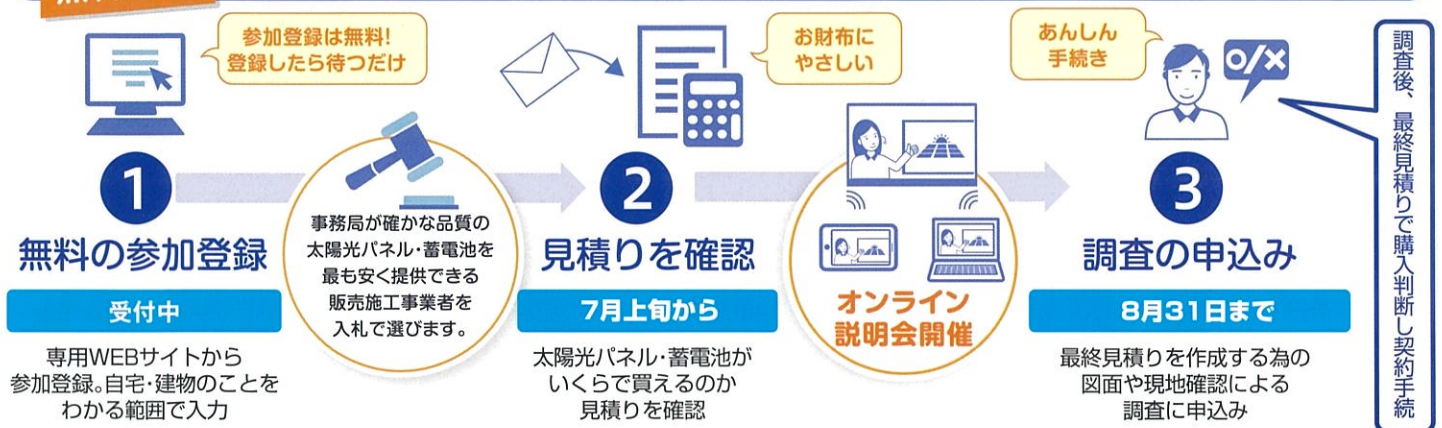 参加登録は無料!
登録したら待つだけ
お財布に
やさしい
あんしん
手続き
○/×
1
無料の参加登録
受付中
専用WEBサイトから
参加登録。自宅・建物のことを
わかる範囲で入力
事務局が確かな品質の
太陽光パネル・蓄電池を
最も安く提供できる
販売施工事業者を
入札で選びます。
2
見積りを確認
7月上旬から
太陽光パネル・蓄電池が
いくらで買えるのか
見積りを確認
オンライン
説明会開催
3
調査の申込み
8月31日まで
最終見積りを作成する為の
図面や現地確認による
調査に申込み
調査後、最終見積りで購入判断し契約手続